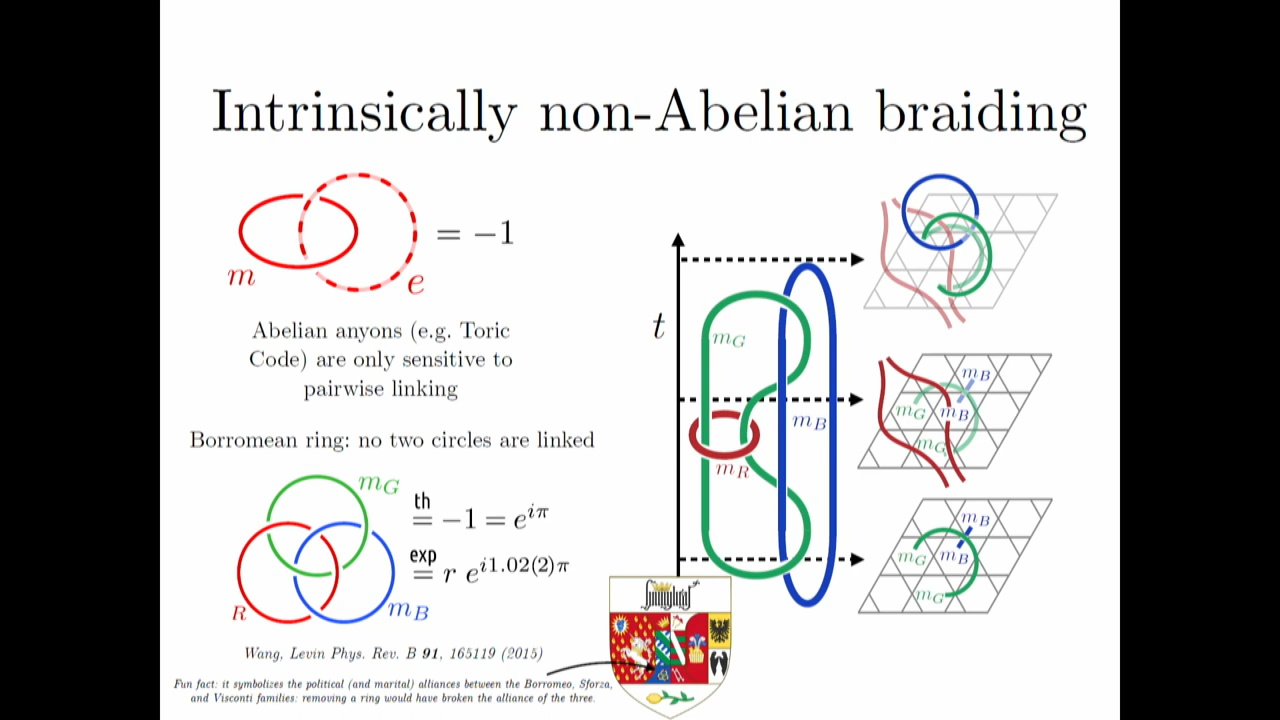 Intrinsically non-Abelian braiding
m
e
= −1
Abelian anyons (e.g. Toric
Code) are only sensitive to
pairwise linking
Borromean ring: no two circles are linked
m_G
R
m_B
th
= −1 = e^{iπ}
exp
= r e^{i1.02(2)π}
Wang, Levin Phys. Rev. B 91, 165119 (2015)
Fun fact: it symbolizes the political (and marital) alliances between the Borromeo, Sforza,
and Visconti families: removing a ring would have broken the alliance of the three.
t
m_G
m_B
m_R
m_B
m_G
m_B
m_G
m_B
m_G
m_B
m_G